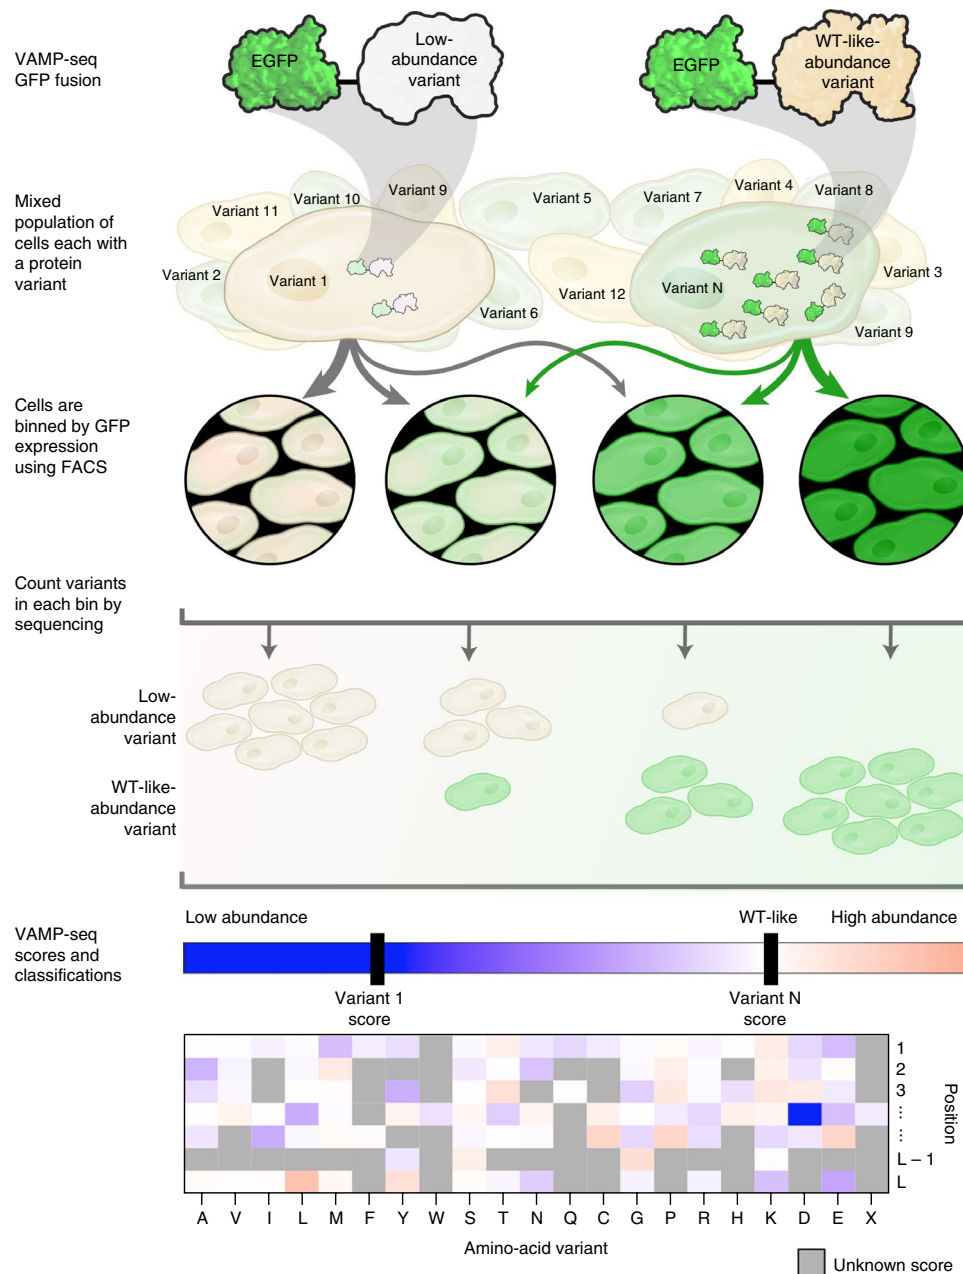 VAMP-seq
GFP fusion
EGFP
Low-
abundance
variant
EGFP
WT-like-
abundance
variant
Mixed
population of
cells each with
a protein
variant
Variant 11
Variant 10
Variant 9
Variant 5
Variant 7
Variant 4
Variant 8
Variant 2
Variant 1
Variant 6
Variant 12
Variant N
Variant 3
Variant 9
Cells are
binned by GFP
expression
using FACS
Count variants
in each bin by
sequencing
Low-
abundance
variant
WT-like-
abundance
variant
VAMP-seq
scores and
classifications
Low abundance
WT-like
High abundance
Variant 1
score
Variant N
score
1
2
3
⋮
⋮
L – 1
L
Position
A V I L M F Y W S T N Q C G P R H K D E X
Amino-acid variant
Unknown score